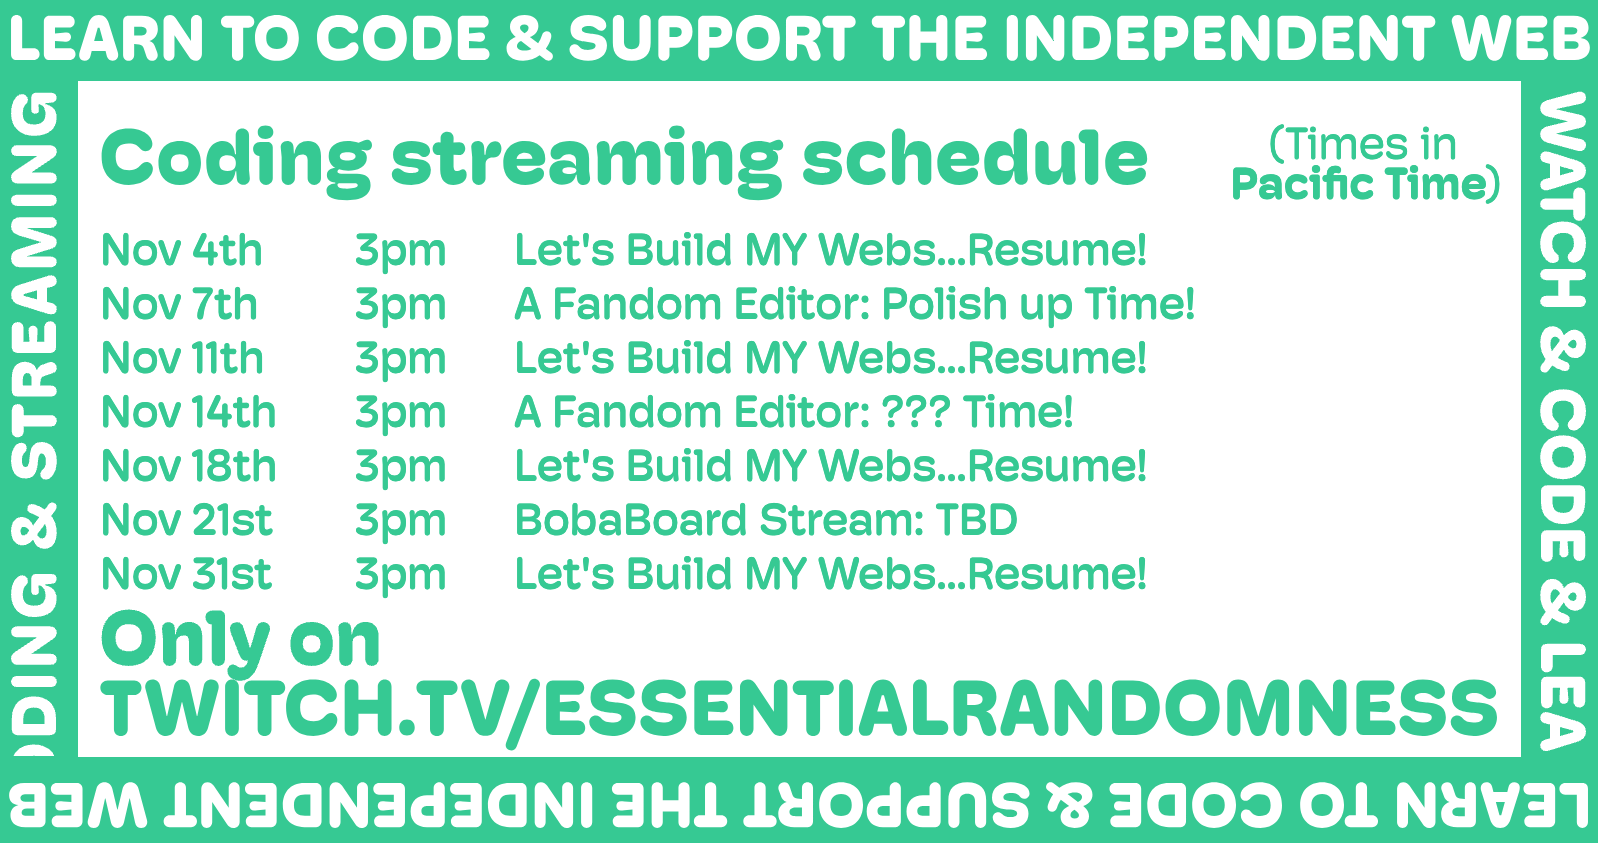 LEARN TO CODE & SUPPORT THE INDEPENDENT WEB
Coding streaming schedule
(Times in
Pacific Time)
Nov 4th 3pm Let's Build MY Webs...Resume!
Nov 7th 3pm A Fandom Editor: Polish up Time!
Nov 11th 3pm Let's Build MY Webs...Resume!
Nov 14th 3pm A Fandom Editor: ??? Time!
Nov 18th 3pm Let's Build MY Webs...Resume!
Nov 21st 3pm BobaBoard Stream: TBD
Nov 31st 3pm Let's Build MY Webs...Resume!
Only on
TWITCH.TV/ESSENTIALRANDOMNESS
WATCH & CODE & LEA
LEARN TO CODE & SUPPORT THE INDEPENDENT WEB
DING & STREAMING